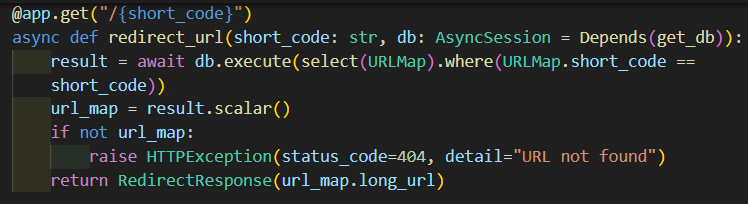 @app.get("/{short_code}")
async def redirect_url(short_code: str, db: AsyncSession = Depends(get_db)):
    result = await db.execute(select(URLMap).where(URLMap.short_code ==
    short_code))
    url_map = result.scalar()
    if not url_map:
        raise HTTPException(status_code=404, detail="URL not found")
    return RedirectResponse(url_map.long_url)